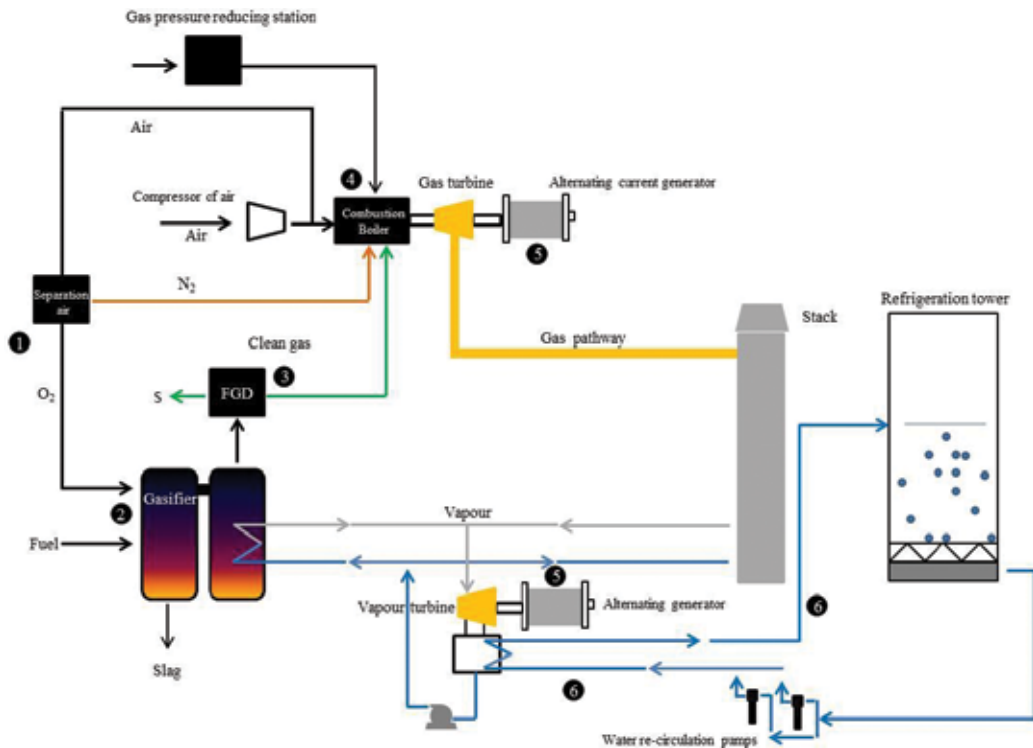 Gas pressure reducing station
Air
4
Gas turbine
Alternating current generator
Compressor of air
Air
Combustion
Boiler
5
Separation
air
N2
1
Refrigeration tower
Stack
Clean gas
Gas pathway
3
O2
S
FGD
Gasifier
2
Vapour
Fuel
5
Vapour turbine
Alternating generator
6
Slag
6
Water re-circulation pumps